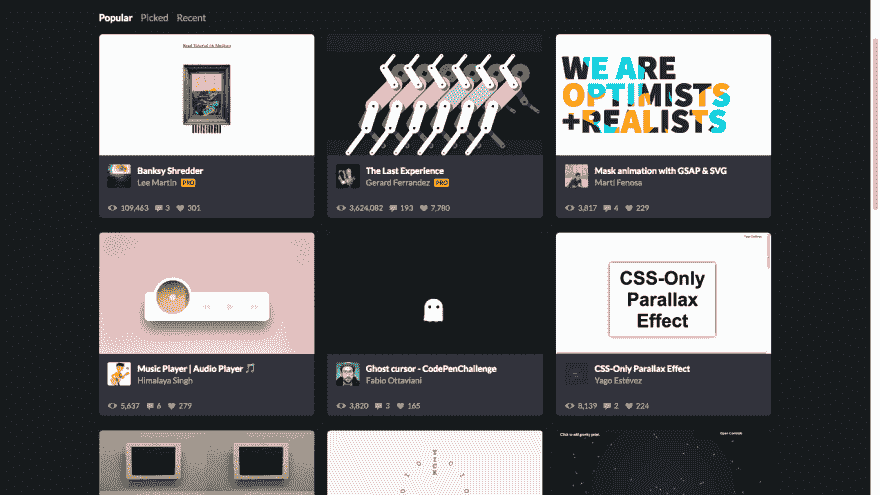 Popular Picked Recent
Read Tutorial on Medium
WE ARE
OPTIMISTS
+REALISTS
Banksy Shredder
Lee Martin PRO
109,463 3 301
The Last Experience
Gerard Ferrandez PRO
3,624,082 193 7,780
Mask animation with GSAP & SVG
Marti Fenosa
3,817 4 229
CSS-Only
Parallax
Effect
Music Player | Audio Player
Himalaya Singh
5,637 6 279
Ghost cursor - CodePenChallenge
Fabio Ottaviani
3,820 3 165
CSS-Only Parallax Effect
Yago Estévez
8,139 2 224
Click to add gravity point.
Open Controls